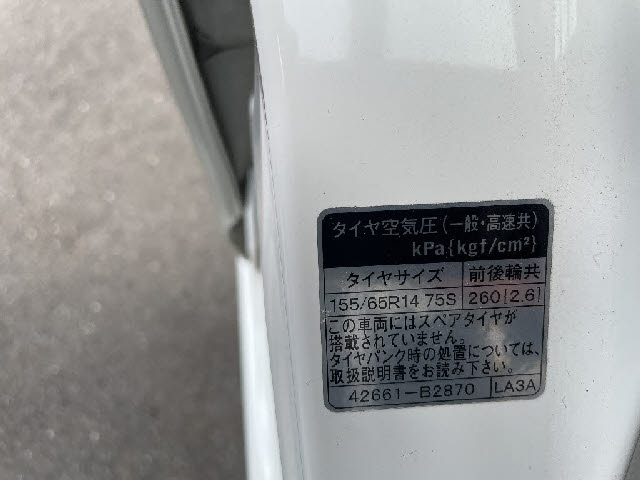 タイヤ空気圧(一般・高速共)
kPa{kgf/cm²}
タイヤサイズ 前後輪共
155/65R14 75S 260{2.6}
この車両にはスペアタイヤが
搭載されていません。
タイヤパンク時の処置については、
取扱説明書をお読み下さい。
42661-B2870 LA3A